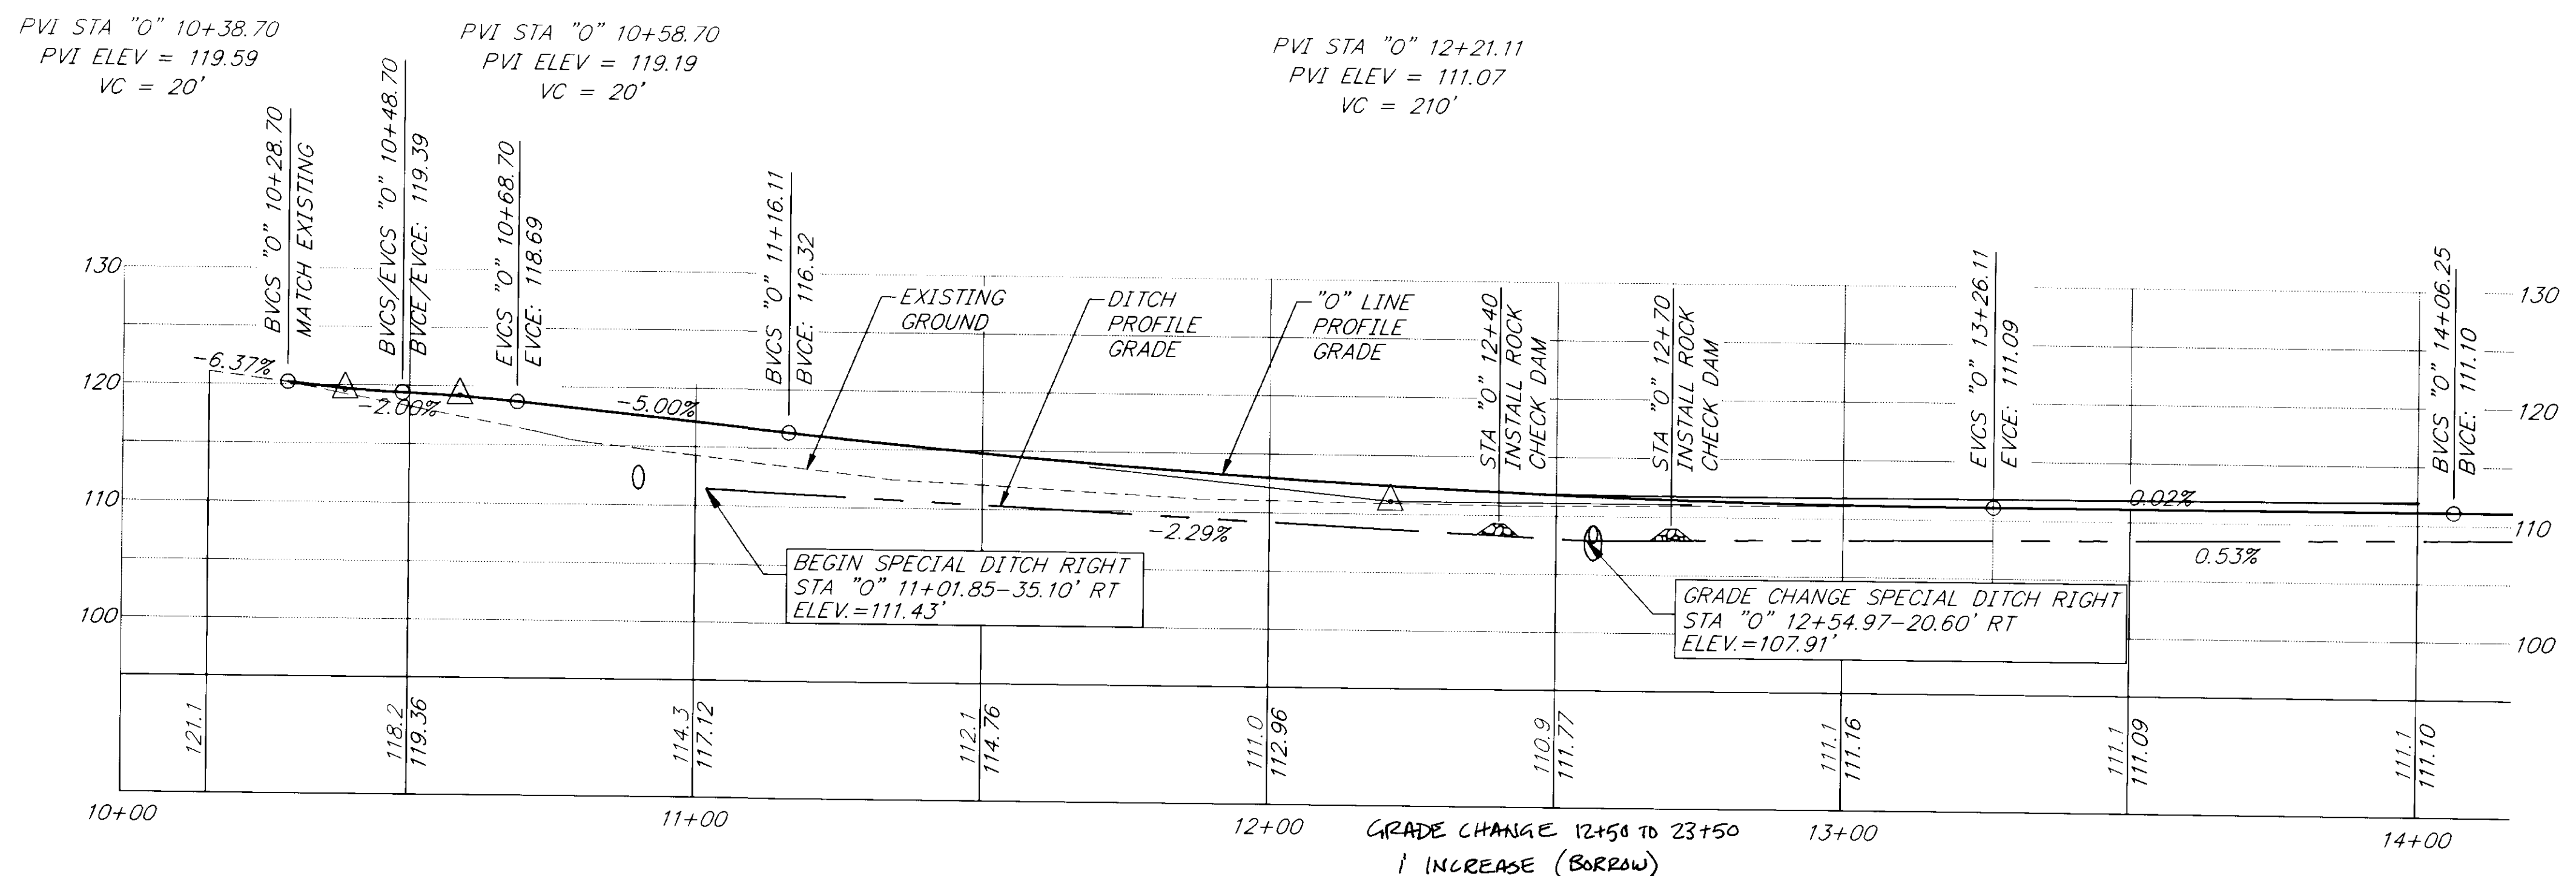 PVI STA "O" 10+38.70
PVI ELEV = 119.59
VC = 20'
PVI STA "O" 10+58.70
PVI ELEV = 119.19
VC = 20'
PVI STA "O" 12+21.11
PVI ELEV = 111.07
VC = 210'
BVCS "O" 10+28.70
MATCH EXISTING
BVCS/EVCS "O" 10+48.70
BVCE/EVCE: 119.39
EVCS "O" 10+68.70
EVCE: 118.69
BVCS "O" 11+16.11
BVCE: 116.32
STA "O" 12+40
INSTALL ROCK
CHECK DAM
STA "O" 12+70
INSTALL ROCK
CHECK DAM
EVCS "O" 13+26.11
EVCE: 111.09
BVCS "O" 14+06.25
BVCE: 111.10
130
120
110
100
130
120
110
100
EXISTING
GROUND
DITCH
PROFILE
GRADE
"O" LINE
PROFILE
GRADE
-6.37%
-2.00%
-5.00%
-2.29%
0.02%
0.53%
BEGIN SPECIAL DITCH RIGHT
STA "O" 11+01.85-35.10' RT
ELEV.=111.43'
GRADE CHANGE SPECIAL DITCH RIGHT
STA "O" 12+54.97-20.60' RT
ELEV.=107.91'
121.1
118.2
119.36
114.3
117.12
112.1
114.76
111.0
112.96
110.9
111.77
111.1
111.16
111.1
111.09
111.1
111.10
10+00
11+00
12+00
13+00
14+00
GRADE CHANGE 12+50 TO 23+50
1' INCREASE (BORROW)